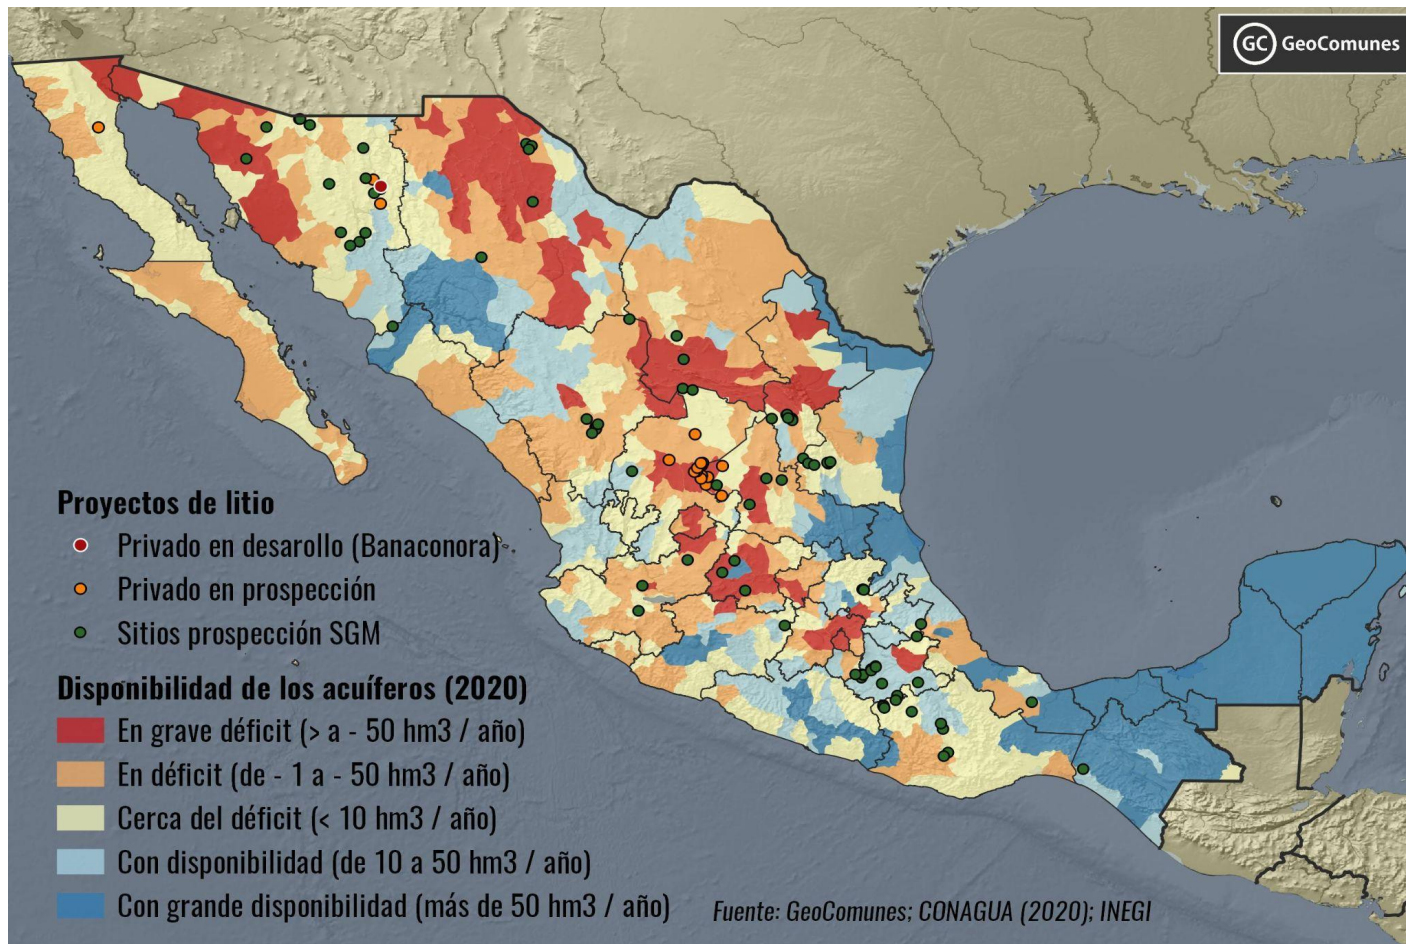 GC GeoComunes
Proyectos de litio
Privado en desarollo (Banaconora)
Privado en prospección
Sitios prospección SGM
Disponibilidad de los acuíferos (2020)
En grave déficit (> a - 50 hm3 / año)
En déficit (de - 1 a - 50 hm3 / año)
Cerca del déficit (< 10 hm3 / año)
Con disponibilidad (de 10 a 50 hm3 / año)
Con grande disponibilidad (más de 50 hm3 / año)
Fuente: GeoComunes; CONAGUA (2020); INEGI